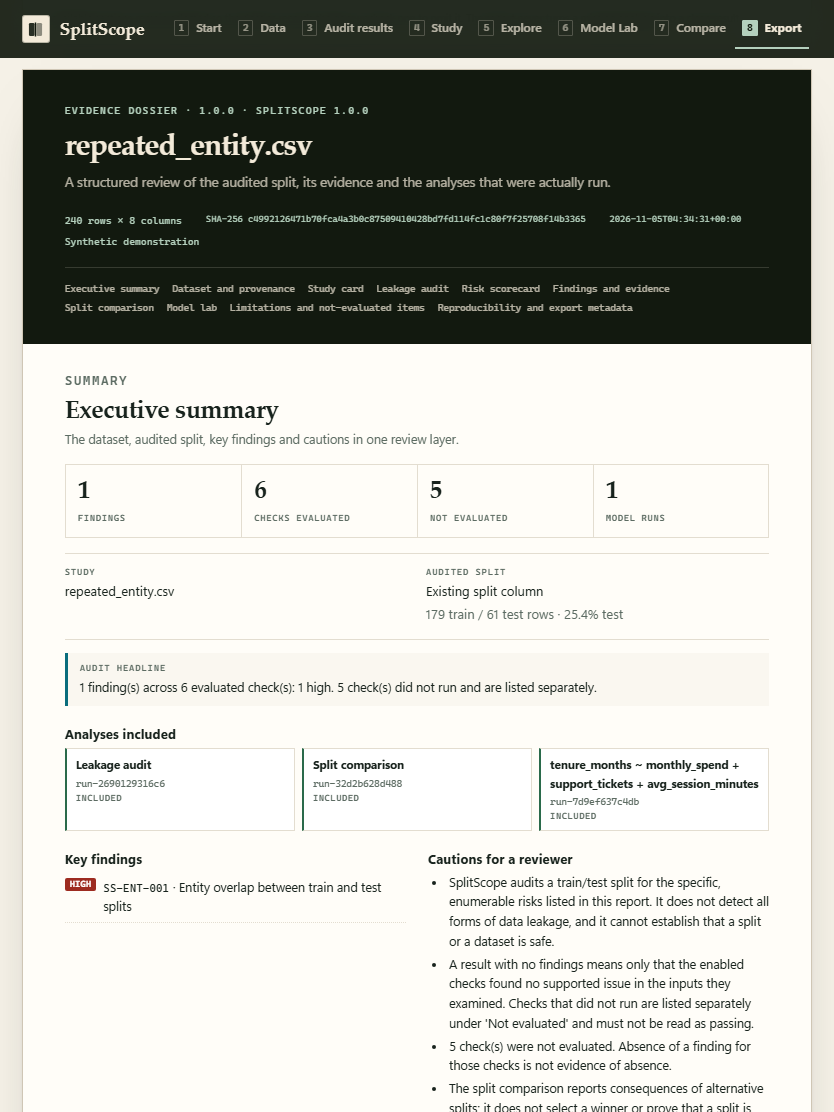 SplitScope
1 Start
2 Data
3 Audit results
4 Study
5 Explore
6 Model Lab
7 Compare
8 Export
EVIDENCE DOSSIER · 1.0.0 · SPLITSCOPE 1.0.0
repeated_entity.csv
A structured review of the audited split, its evidence and the analyses that were actually run.
240 rows × 8 columns
SHA-256 c4992126471b70fca4a3b0c87509410428bd7fd114fc1c80f7f25708f14b3365
2026-11-05T04:34:31+00:00
Synthetic demonstration
Executive summary Dataset and provenance Study card Leakage audit Risk scorecard Findings and evidence
Split comparison Model lab Limitations and not-evaluated items Reproducibility and export metadata
SUMMARY
Executive summary
The dataset, audited split, key findings and cautions in one review layer.
1
FINDINGS
6
CHECKS EVALUATED
5
NOT EVALUATED
1
MODEL RUNS
STUDY
repeated_entity.csv
AUDITED SPLIT
Existing split column
179 train / 61 test rows · 25.4% test
AUDIT HEADLINE
1 finding(s) across 6 evaluated check(s): 1 high. 5 check(s) did not run and are listed separately.
Analyses included
Leakage audit
run-2690129316c6
INCLUDED
Split comparison
run-32d2b628d488
INCLUDED
tenure_months ~ monthly_spend +
support_tickets + avg_session_minutes
run-7d9ef637c4db
INCLUDED
Key findings
HIGH SS-ENT-001 · Entity overlap between train and test
splits
Cautions for a reviewer
• SplitScope audits a train/test split for the specific,
enumerable risks listed in this report. It does not detect all
forms of data leakage, and it cannot establish that a split
or a dataset is safe.
• A result with no findings means only that the enabled
checks found no supported issue in the inputs they
examined. Checks that did not run are listed separately
under 'Not evaluated' and must not be read as passing.
• 5 check(s) were not evaluated. Absence of a finding for
those checks is not evidence of absence.
• The split comparison reports consequences of alternative
splits; it does not select a winner or prove that a split is